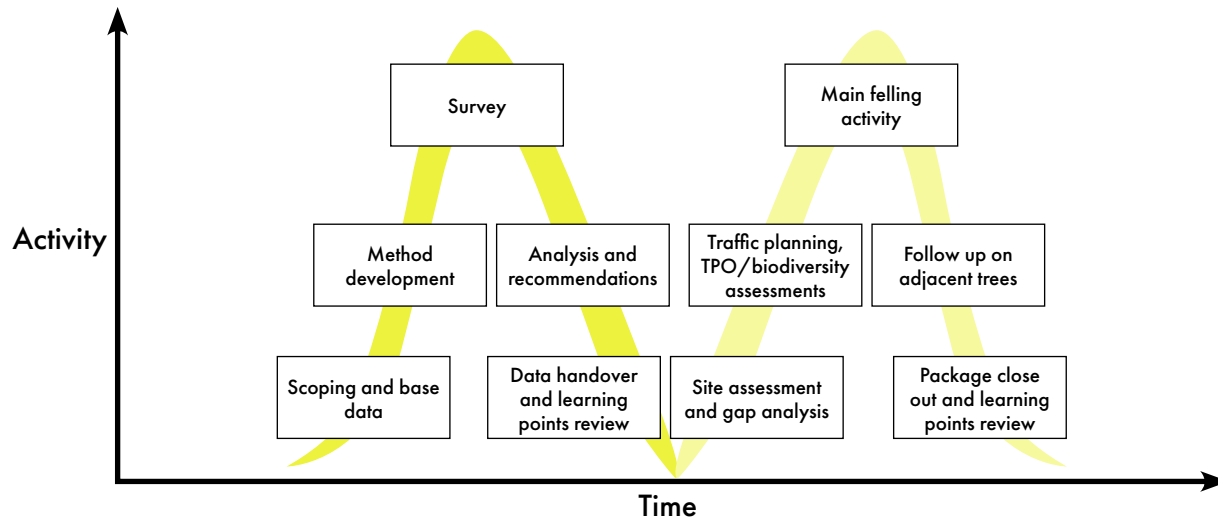 Activity
Survey
Main felling
activity
Method
development
Analysis and
recommendations
Traffic planning,
TPO/biodiversity
assessments
Follow up on
adjacent trees
Scoping and base
data
Data handover
and learning
points review
Site assessment
and gap analysis
Package close
out and learning
points review
Time